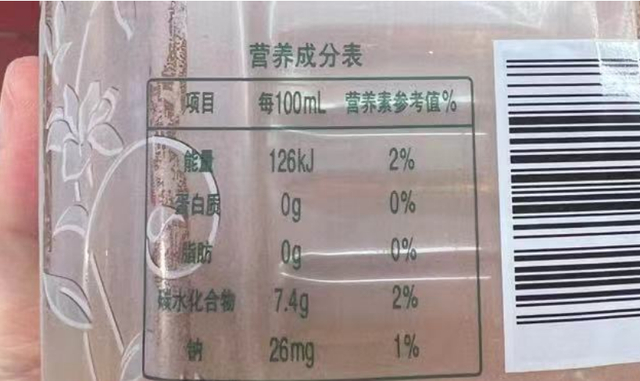 营养成分表
项目 每100mL 营养素参考值%
能量 126kJ 2%
蛋白质 0g 0%
脂肪 0g 0%
碳水化合物 7.4g 2%
钠 26mg 1%